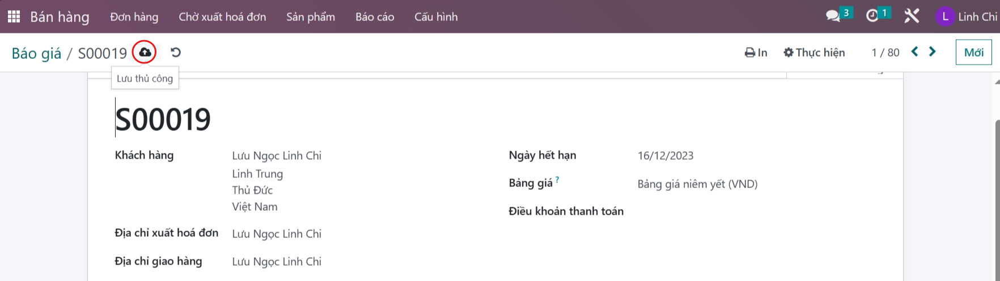 Bán hàng Đơn hàng Chờ xuất hoá đơn Sản phẩm Báo cáo Cấu hình 3 1 L Linh Chi
Báo giá / S00019 In Thực hiện 1 / 80 Mới
Lưu thủ công
S00019
Khách hàng Lưu Ngọc Linh Chi Ngày hết hạn 16/12/2023
Linh Trung
Thủ Đức
Việt Nam
Bảng giá ? Bảng giá niêm yết (VND)
Điều khoản thanh toán
Địa chỉ xuất hoá đơn Lưu Ngọc Linh Chi
Địa chỉ giao hàng Lưu Ngọc Linh Chi